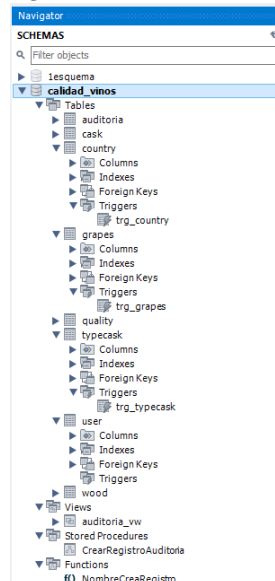 Navigator
SCHEMAS
Filter objects
1esquema
calidad_vinos
Tables
auditoria
cask
country
Columns
Indexes
Foreign Keys
Triggers
trg_country
grapes
Columns
Indexes
Foreign Keys
Triggers
trg_grapes
quality
typecask
Columns
Indexes
Foreign Keys
Triggers
trg_typecask
user
Columns
Indexes
Foreign Keys
Triggers
wood
Views
auditoria_vw
Stored Procedures
CrearRegistroAuditoria
Functions
f() NombreCreaRegistro